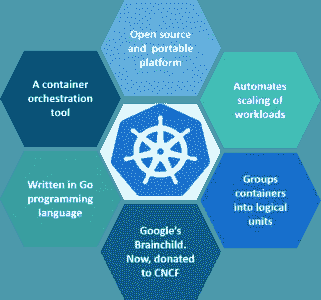 Open source
and portable
platform
A container
orchestration
tool
Automates
scaling of
workloads
Written in Go
programming
language
Groups
containers
into logical
units
Google's
Brainchild.
Now, donated
to CNCF